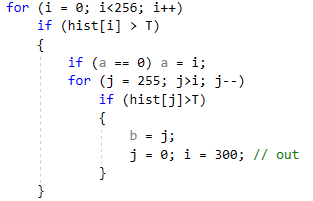 for (i = 0; i<256; i++)
if (hist[i] > T)
{
if (a == 0) a = i;
for (j = 255; j>i; j--)
if (hist[j]>T)
{
b = j;
j = 0; i = 300; // out
}
}